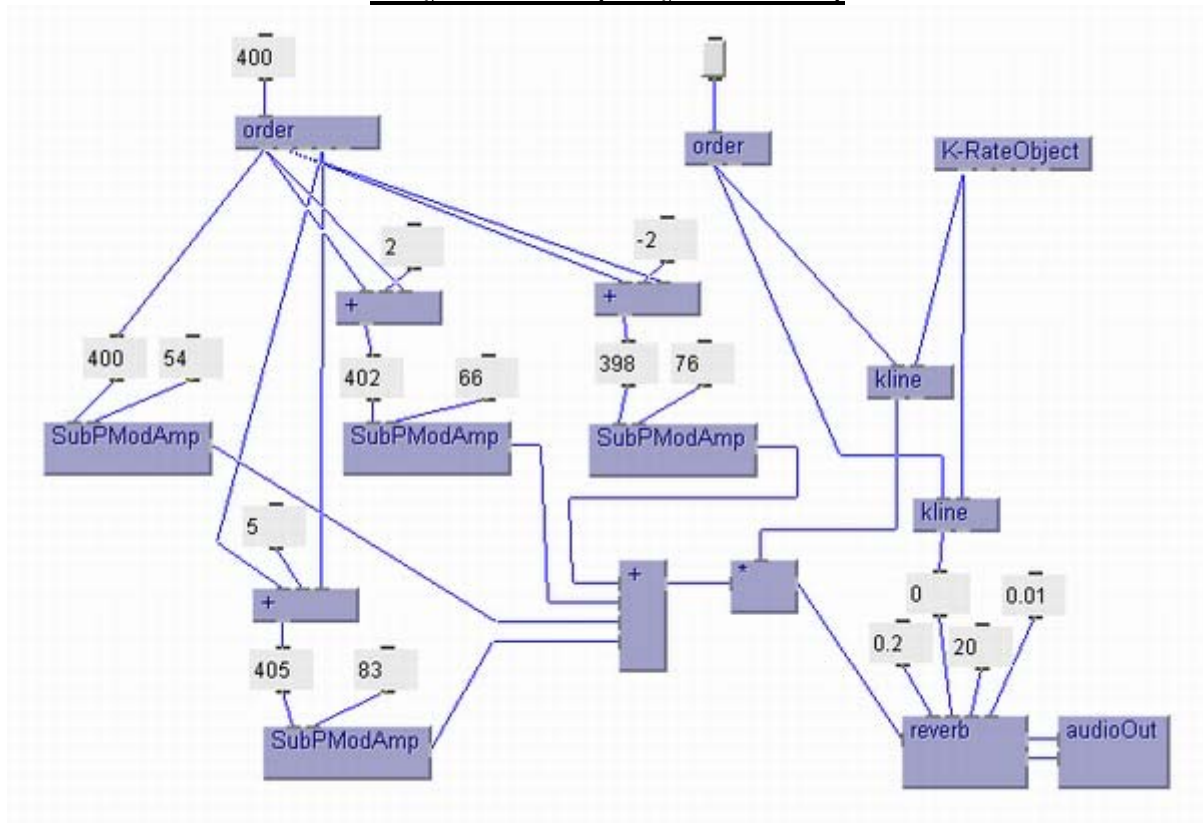 400
order
order
K-RateObject
2
-2
+
+
400
54
402
66
398
76
kline
SubPModAmp
SubPModAmp
SubPModAmp
kline
5
+
*
+
0
0.01
0.2
20
405
83
SubPModAmp
reverb
audioOut